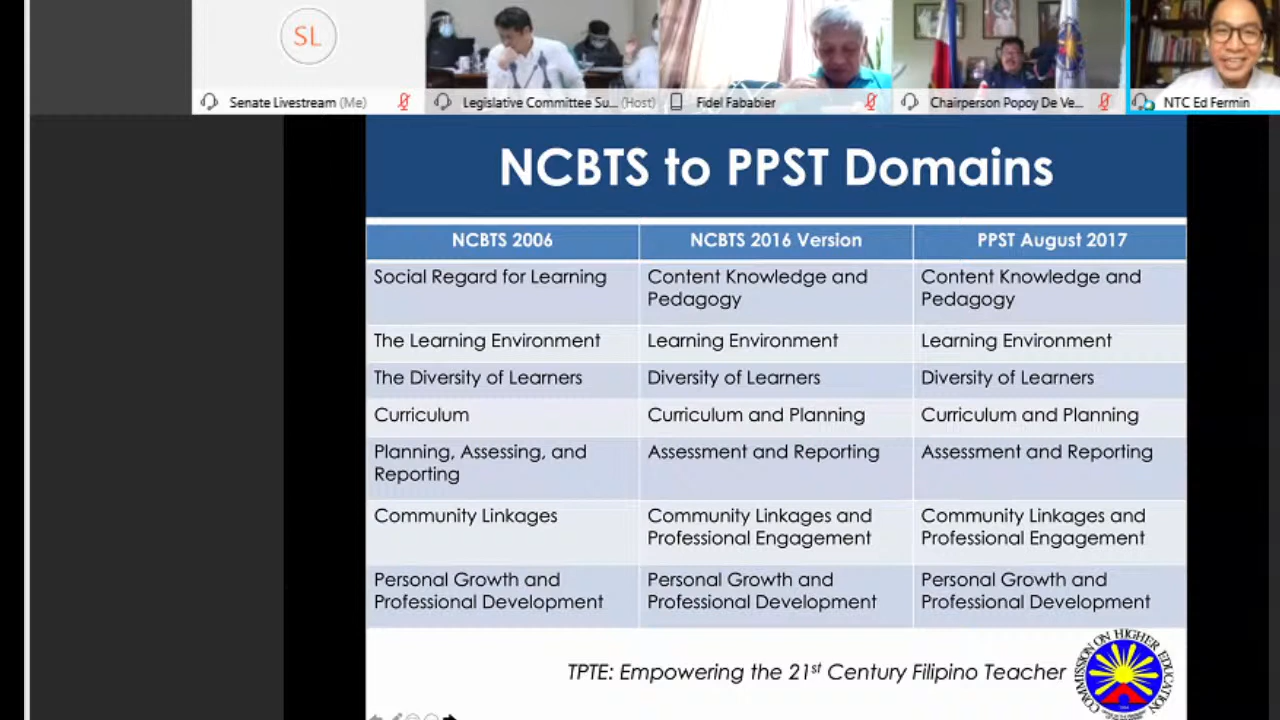 SL
Senate Livestream (Me)
Legislative Committee Su... (Host)
Fidel Fababier
Chairperson Popoy De Ve...
NTC Ed Fermin
NCBTS to PPST Domains
NCBTS 2006
NCBTS 2016 Version
PPST August 2017
Social Regard for Learning
Content Knowledge and
Pedagogy
Content Knowledge and
Pedagogy
The Learning Environment
Learning Environment
Learning Environment
The Diversity of Learners
Diversity of Learners
Diversity of Learners
Curriculum
Curriculum and Planning
Curriculum and Planning
Planning, Assessing, and
Reporting
Assessment and Reporting
Assessment and Reporting
Community Linkages
Community Linkages and
Professional Engagement
Community Linkages and
Professional Engagement
Personal Growth and
Professional Development
Personal Growth and
Professional Development
Personal Growth and
Professional Development
TPTE: Empowering the 21st Century Filipino Teacher
COMMISSION ON HIGHER EDUCATION